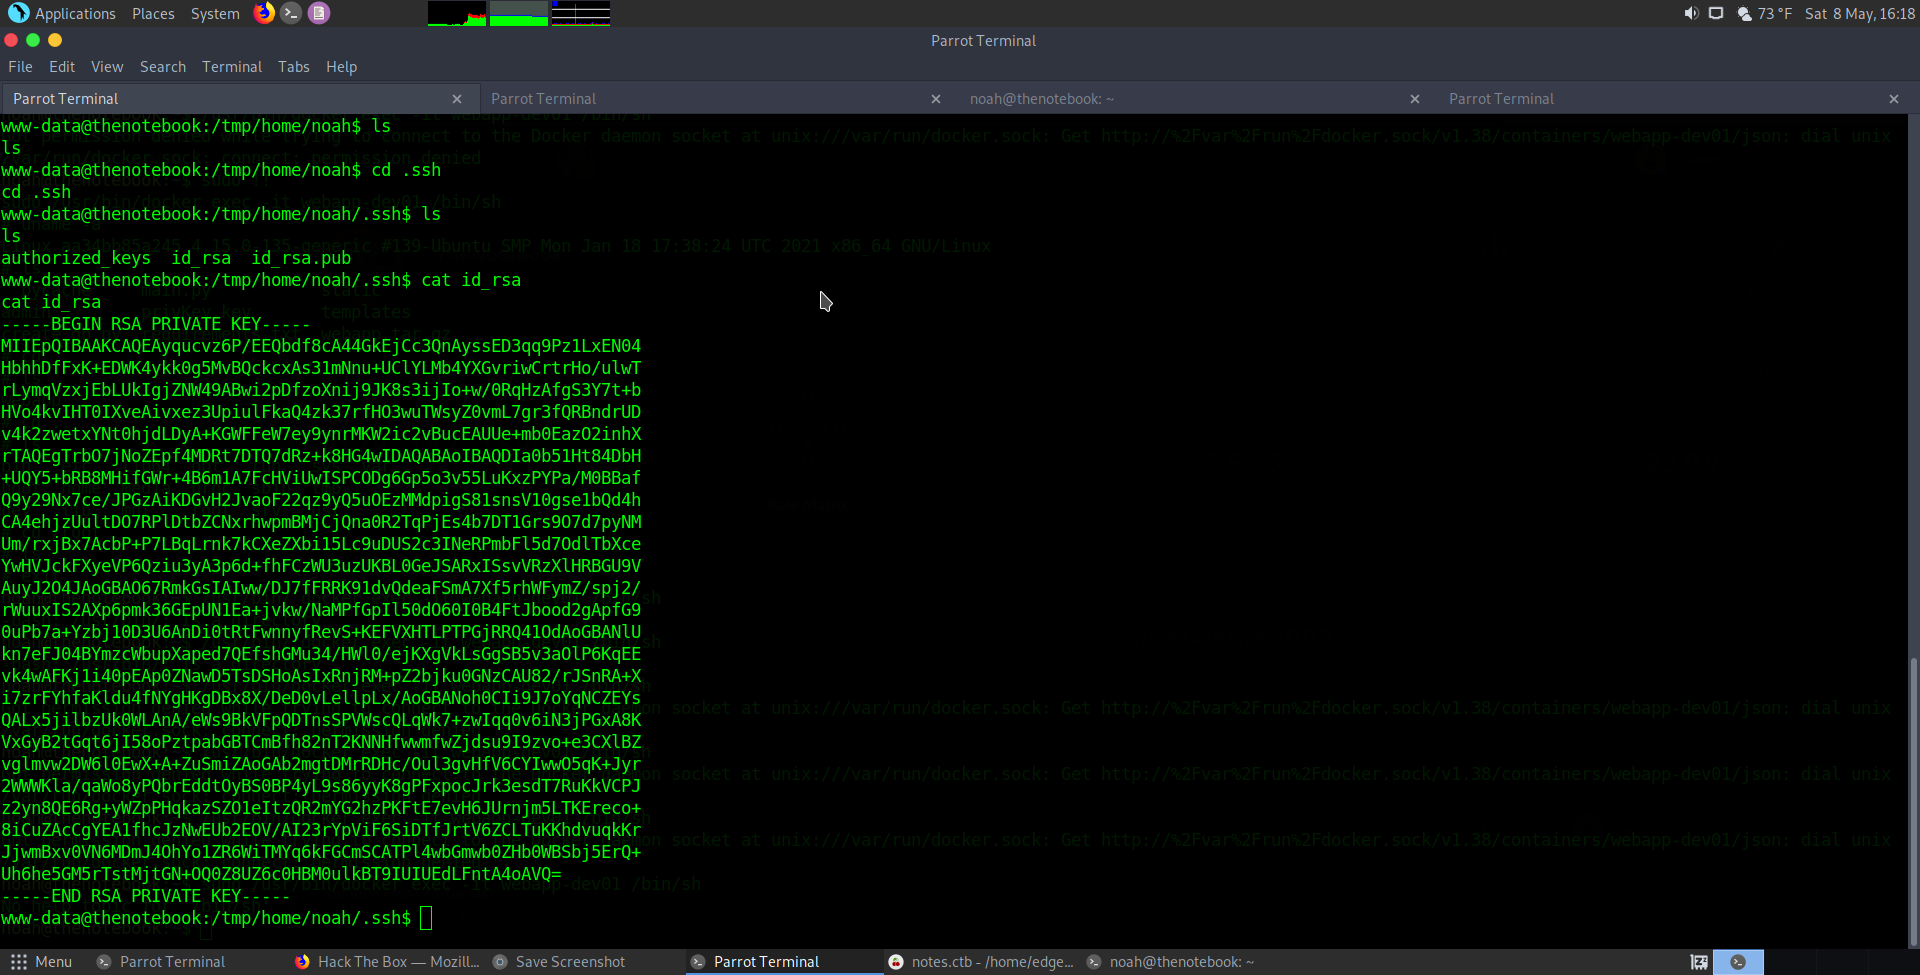 Applications Places System 73 °F Sat 8 May, 16:18
Parrot Terminal
File Edit View Search Terminal Tabs Help
Parrot Terminal × Parrot Terminal × noah@thenotebook: ~ × Parrot Terminal ×
www-data@thenotebook:/tmp/home/noah$ ls
ls
www-data@thenotebook:/tmp/home/noah$ cd .ssh
cd .ssh
www-data@thenotebook:/tmp/home/noah/.ssh$ ls
ls
authorized_keys id_rsa id_rsa.pub
www-data@thenotebook:/tmp/home/noah/.ssh$ cat id_rsa
cat id_rsa
-----BEGIN RSA PRIVATE KEY-----
MIIEpQIBAAKCAQEAyqucvz6P/EEQbdf8cA44GkEjCc3QnAyssED3qq9Pz1LxEN04
HbhhDfFxK+EDWK4ykk0g5MvBQckcxAs31mNnu+UClYLMb4YXGvriwCrtrHo/ulwT
rLymqVzxjEbLUkIgjZNW49ABwi2pDfzoXnij9JK8s3ijIo+w/0RqHzAfgS3Y7t+b
HVo4kvIHT0IXveAivxez3UpiulFkaQ4zk37rfHO3wuTWsyZ0vmL7gr3fQRBndrUD
v4k2zwetxYNt0hjdLDyA+KGWFFeW7ey9ynrMKW2ic2vBucEAUUe+mb0EazO2inhX
rTAQEgTrbO7jNoZEpf4MDRt7DTQ7dRz+k8HG4wIDAQABAoIBAQDIa0b51Ht84DbH
+UQY5+bRB8MHifGWr+4B6m1A7FcHViUwISPCODg6Gp5o3v55LuKxzPYPa/M0BBaf
Q9y29Nx7ce/JPGzAiKDGvH2JvaoF22qz9yQ5uOEzMMdpigS81snsV10gse1bQd4h
CA4ehjzUultDO7RPlDtbZCNxrhwpmBMjCjQna0R2TqPjEs4b7DT1Grs9O7d7pyNM
Um/rxjBx7AcbP+P7LBqLrnk7kCXeZXbi15Lc9uDUS2c3INeRPmbFl5d7OdlTbXce
YwHVJckFXyeVP6Qziu3yA3p6d+fhFCzWU3uzUKBL0GeJSARxISsvVRzXlHRBGU9V
AuyJ2O4JAoGBAO67RmkGsIAIww/DJ7fFRRK91dvQdeaFSmA7Xf5rhWFymZ/spj2/
rWuuxIS2AXp6pmk36GEpUN1Ea+jvkw/NaMPfGpIl50dO60I0B4FtJbood2gApfG9
0uPb7a+Yzbj10D3U6AnDi0tRtFwnnyfRevS+KEFVXHTLPTPGjRRQ41OdAoGBANlU
kn7eFJ04BYmzcWbupXaped7QEfshGMu34/HWl0/ejKXgVkLsGgSB5v3aOlP6KqEE
vk4wAFKj1i40pEAp0ZNawD5TsDSHoAsIxRnjRM+pZ2bjku0GNzCAU82/rJSnRA+X
i7zrFYhfaKldu4fNYgHKgDBx8X/DeD0vLellpLx/AoGBANoh0CIi9J7oYqNCZEYs
QALx5jilbzUk0WLAnA/eWs9BkVFpQDTnsSPVWscQLqWk7+zwIqq0v6iN3jPGxA8K
VxGyB2tGqt6jI58oPztpabGBTCmBfh82nT2KNNHfwwmfwZjdsu9I9zvo+e3CXlBZ
vglmvw2DW6l0EwX+A+ZuSmiZAoGAb2mgtDMrRDHc/Oul3gvHfV6CYIwwO5qK+Jyr
2WWWKla/qaWo8yPQbrEddtOyBS0BP4yL9s86yyK8gPFxpocJrk3esdT7RuKkVCPJ
z2yn8QE6Rg+yWZpPHqkazSZO1eItzQR2mYG2hzPKFtE7evH6JUrnjm5LTKEreco+
8iCuZAcCgYEA1fhcJzNwEUb2EOV/AI23rYpViF6SiDTfJrtV6ZCLTuKKhdvuqkKr
JjwmBxv0VN6MDmJ4OhYo1ZR6WiTMYq6kFGCmSCATPl4wbGmwb0ZHb0WBSbj5ErQ+
Uh6he5GM5rTstMjtGN+OQ0Z8UZ6c0HBM0ulkBT9IUIUEdLFntA4oAVQ=
-----END RSA PRIVATE KEY-----
www-data@thenotebook:/tmp/home/noah/.ssh$
Menu Parrot Terminal Hack The Box — Mozill... Save Screenshot Parrot Terminal notes.ctb - /home/edge... noah@thenotebook: ~